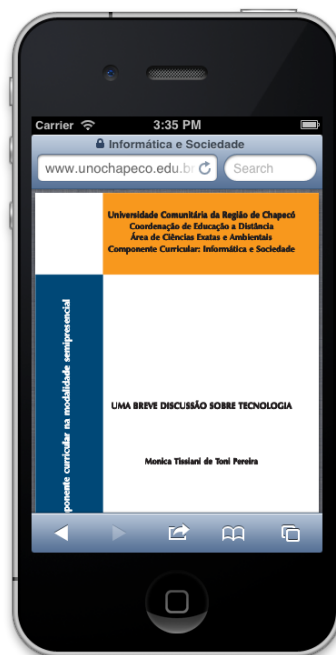 Carrier 3:35 PM
Informática e Sociedade
www.unochapeco.edu.b
Search
Universidade Comunitária da Região de Chapecó
Coordenação de Educação a Distância
Área de Ciências Exatas e Ambientais
Componente Curricular: Informática e Sociedade
ponente curricular na modalidade semipresencial
UMA BREVE DISCUSSÃO SOBRE TECNOLOGIA
Monica Tissiani de Toni Pereira